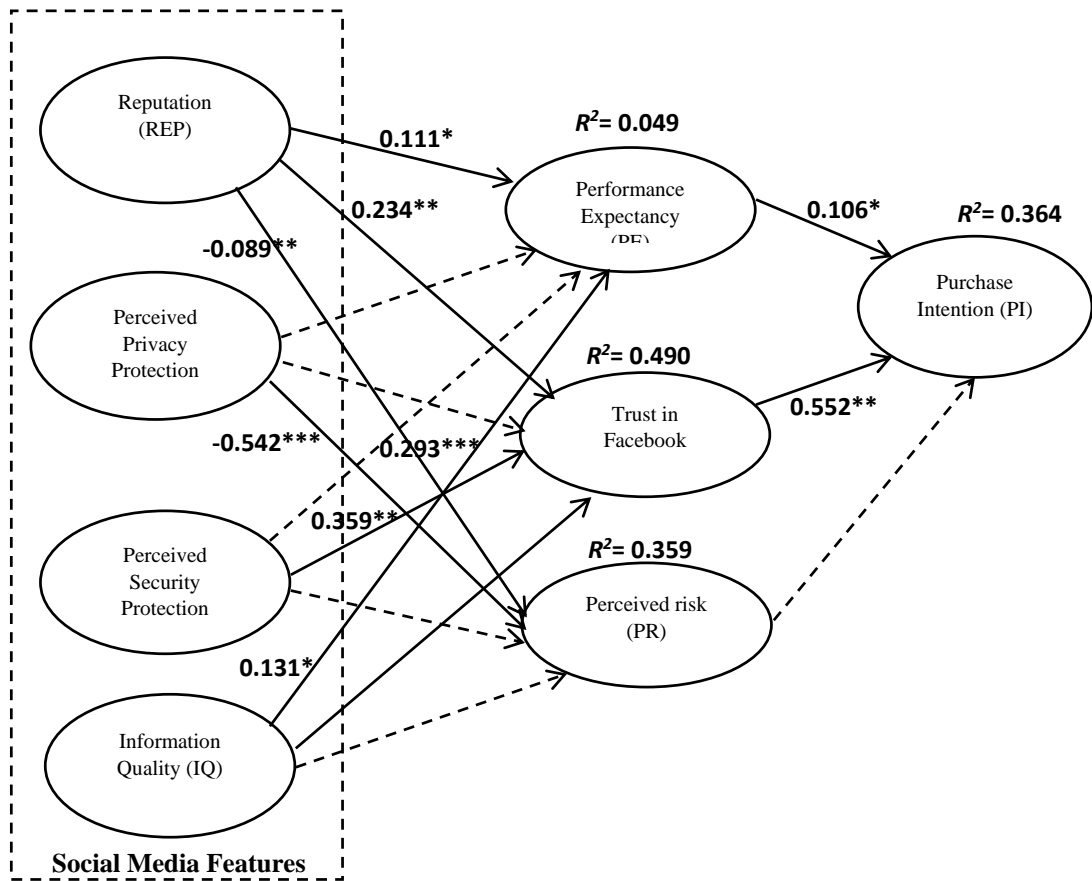 Reputation
(REP)
0.111*
R²= 0.049
Performance
Expectancy
(PE)
0.106*
R²= 0.364
0.234**
-0.089**
Perceived
Privacy
Protection
Purchase
Intention (PI)
R²= 0.490
Trust in
Facebook
0.552**
-0.542***
0.293***
0.359**
Perceived
Security
Protection
R²= 0.359
Perceived risk
(PR)
0.131*
Information
Quality (IQ)
Social Media Features